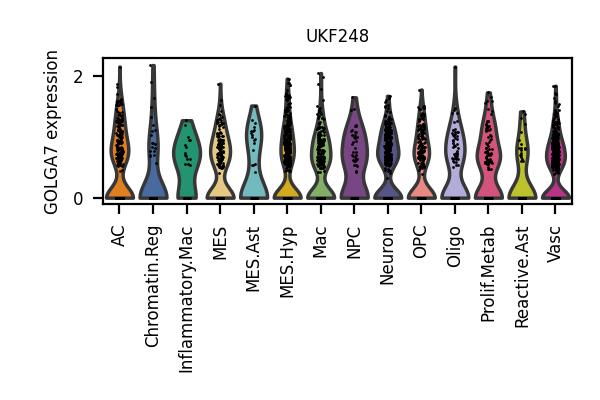 UKF248
GOLGA7 expression
2
0
AC
Chromatin.Reg
Inflammatory.Mac
MES
MES.Ast
MES.Hyp
Mac
NPC
Neuron
OPC
Oligo
Prolif.Metab
Reactive.Ast
Vasc